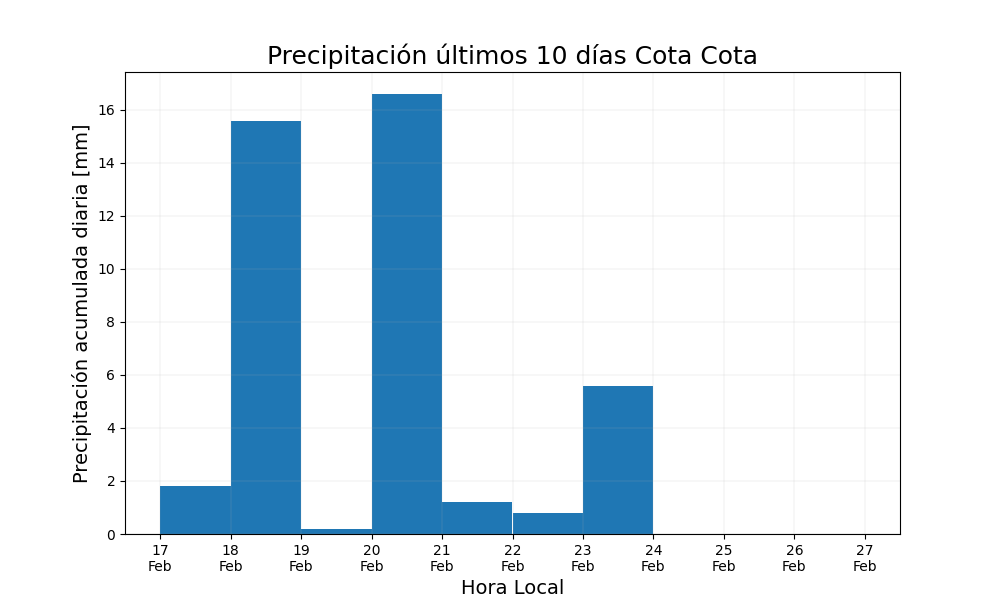 Precipitación últimos 10 días Cota Cota
Precipitación acumulada diaria [mm]
16
14
12
10
8
6
4
2
0
17 18 19 20 21 22 23 24 25 26 27
Feb Feb Feb Feb Feb Feb Feb Feb Feb Feb Feb
Hora Local